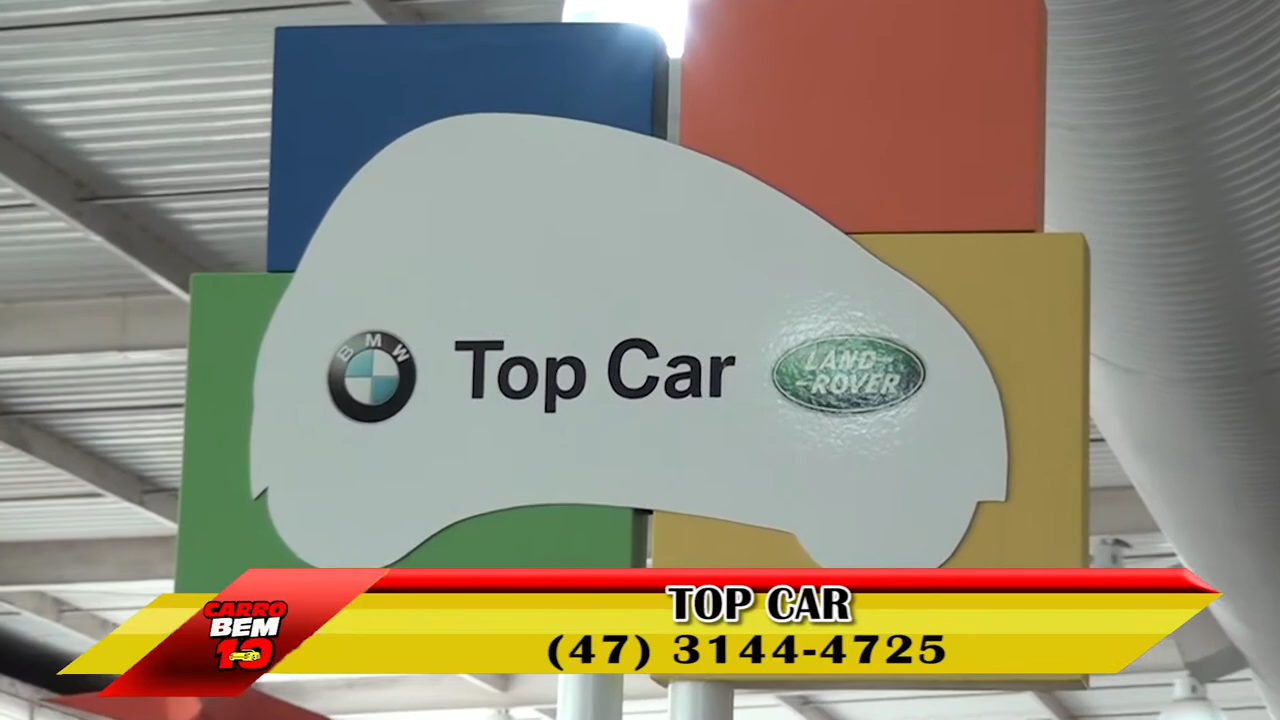 BMW
Top Car
LAND-
-ROVER
CARRO
BEM
10
TOP CAR
(47) 3144-4725